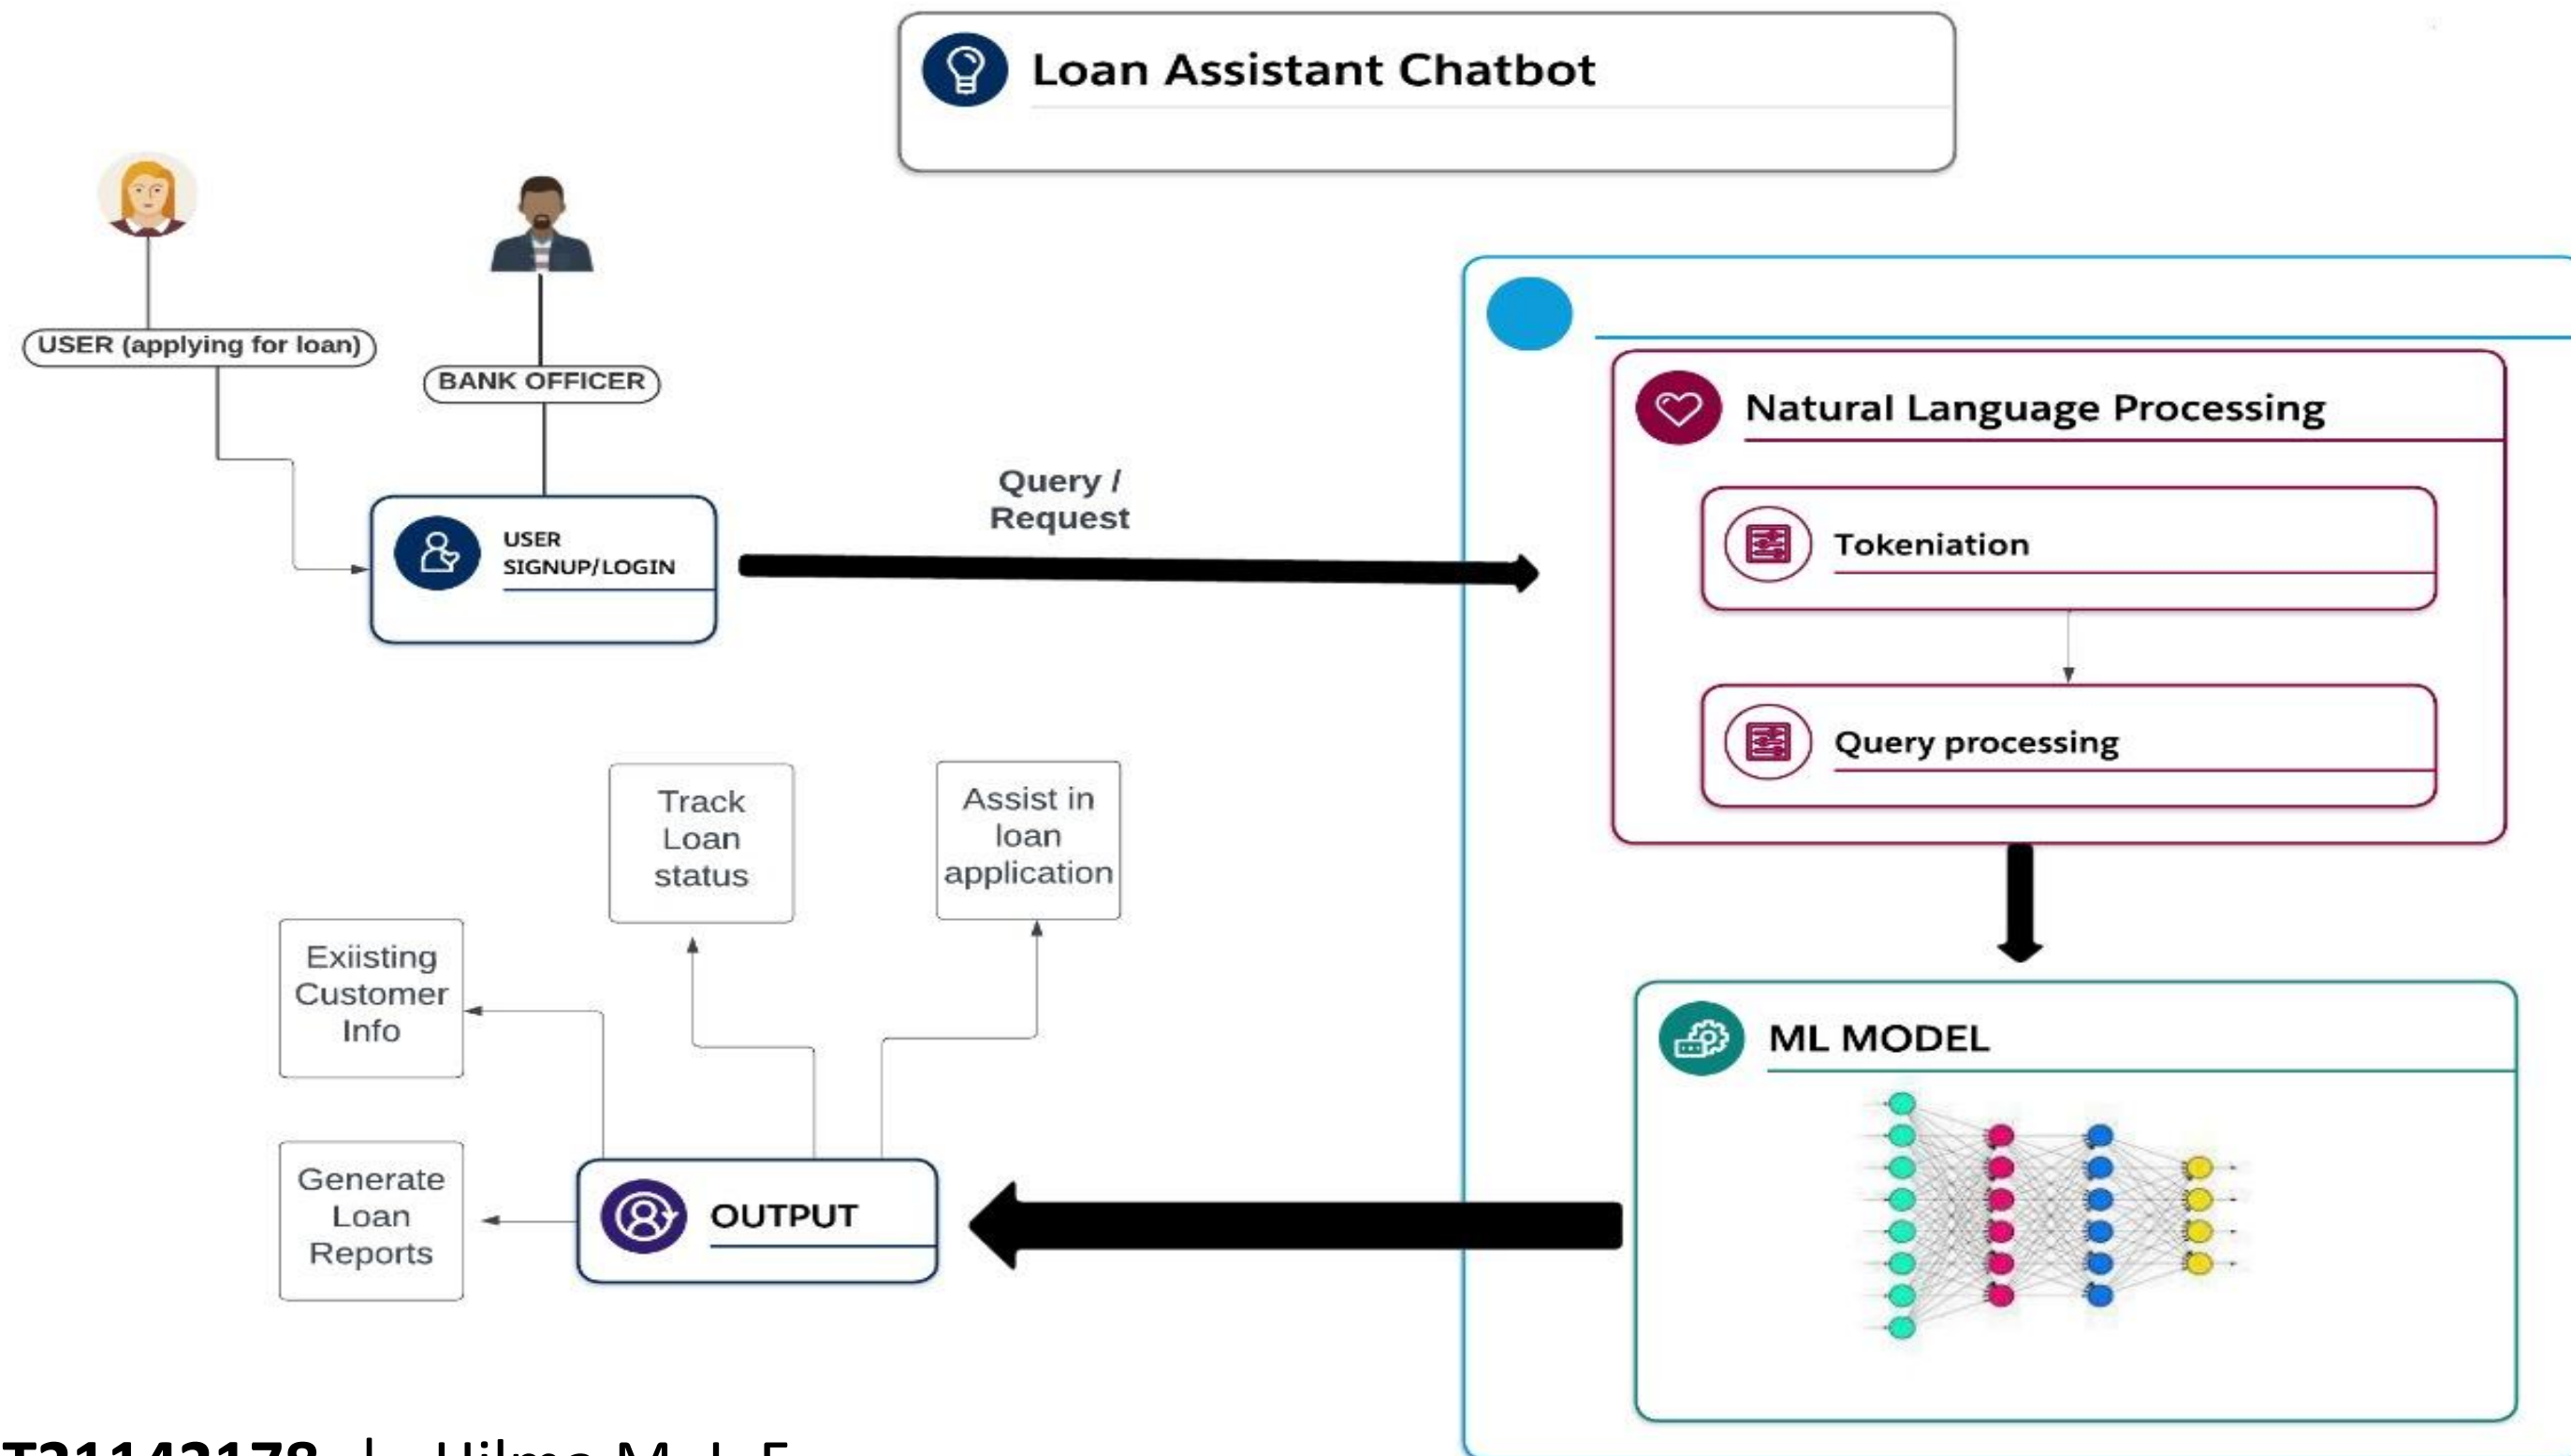 Loan Assistant Chatbot
USER (applying for loan)
BANK OFFICER
USER
SIGNUP/LOGIN
Query /
Request
Natural Language Processing
Tokeniation
Query processing
Track
Loan
status
Assist in
loan
application
Exiisting
Customer
Info
Generate
Loan
Reports
OUTPUT
ML MODEL